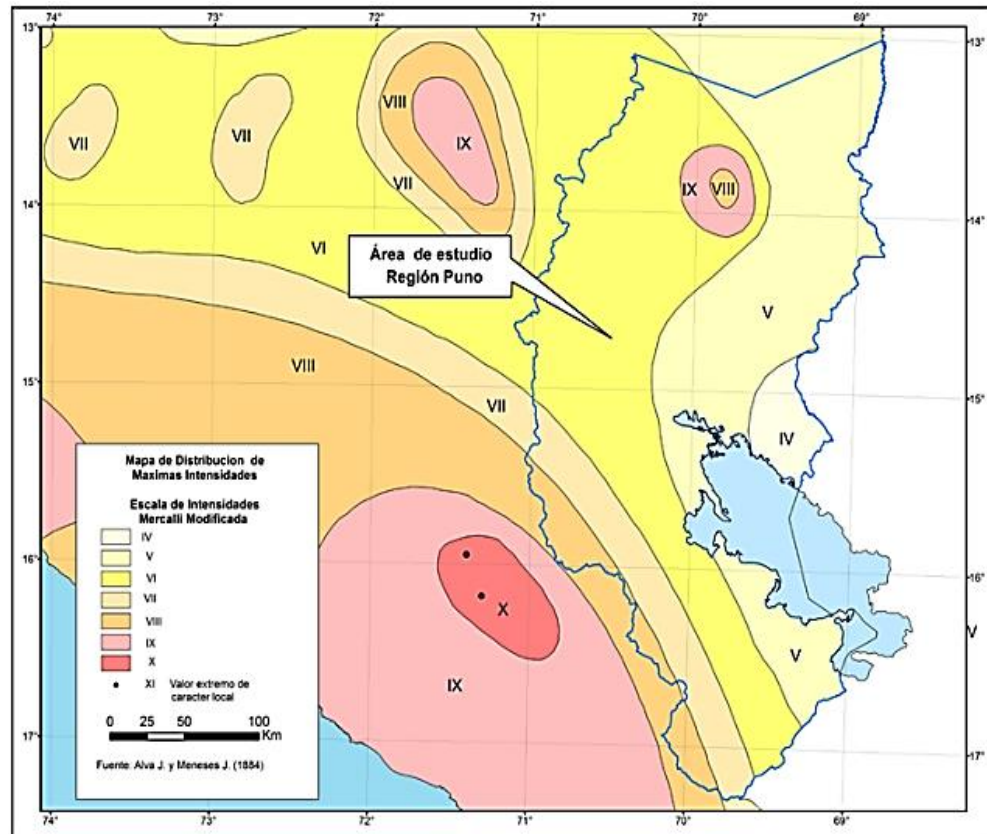 74° 73° 72° 71° 70° 69°
13° 13°
VIII
VII VII IX
VII
IX VIII
14° 14°
VI
Área de estudio
Región Puno
V
VIII
15° VII 15°
IV
Mapa de Distribucion de
Maximas Intensidades
Escala de Intensidades
Mercalli Modificada
IV
V
VI
VII
VIII
IX
X
XI Valor extremo de
caracter local
0 25 50 100
Km
Fuente: Alva J. y Meneses J. (1884)
16° 16°
X
V
V
IX
17° 17°
74° 73° 72° 71° 70° 69°